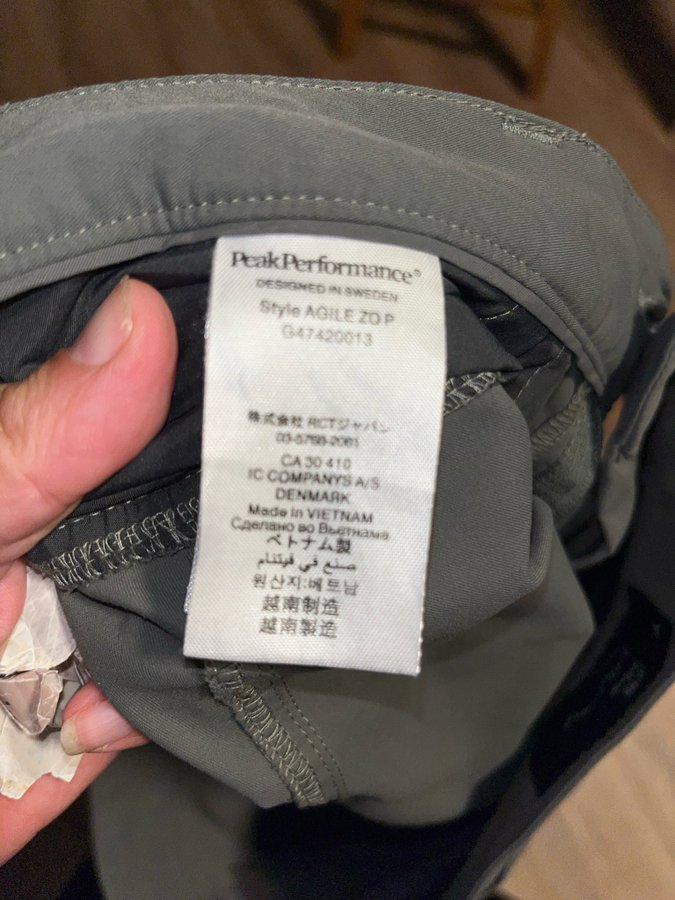 PeakPerformance®
DESIGNED IN SWEDEN
Style AGILE ZO P
G47420013
株式会社 RCTジャパン
03-5768-2061
CA 30 410
IC COMPANYS A/S
DENMARK
Made in VIETNAM
Сделано во Вьетнама
ベトナム製
صنع في فيتنام
원산지:베트남
越南制造
越南製造